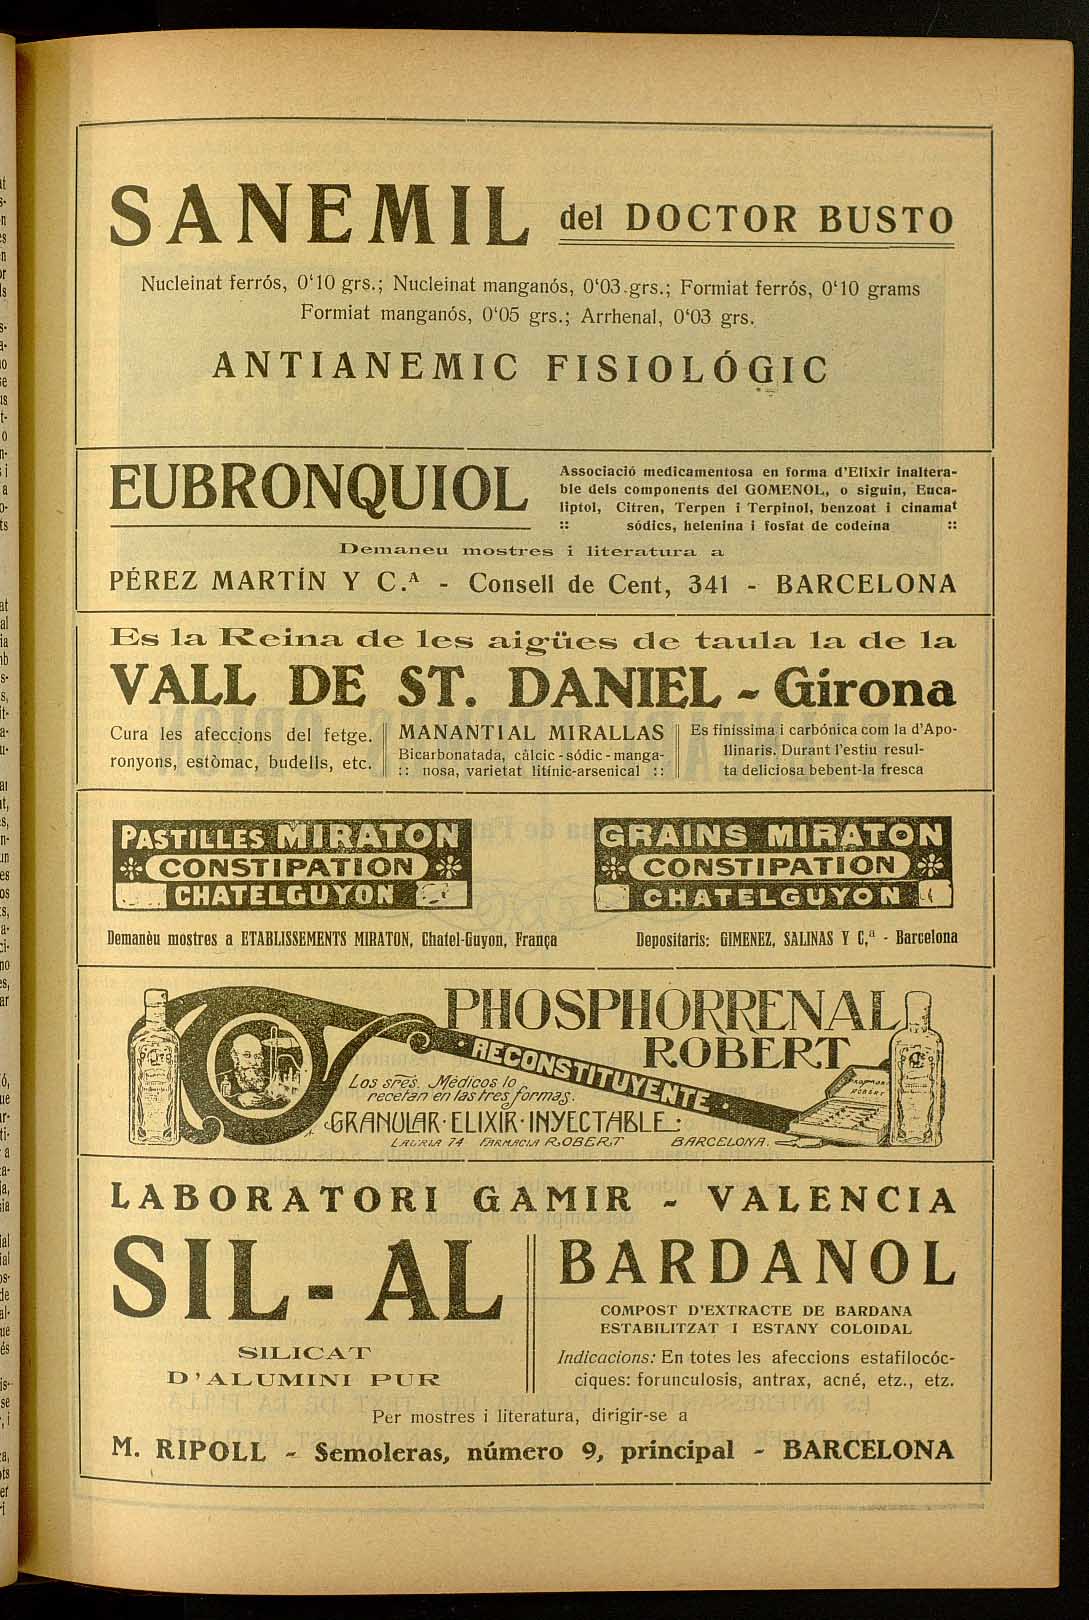 SANEMIL del DOCTOR BUSTO
Nucleinat ferrós, 0'10 grs.; Nucleinat manganós, 0'03 grs.; Formiat ferrós, 0'10 grams
Formiat manganós, 0'05 grs.; Arrhenal, 0'03 grs.
ANTIANEMIC FISIOLÓGIC
EUBRONQUIOL
Associació medicamentosa en forma d'Elixir inaltera-
ble dels components del GOMENOL, o siguin, Euca-
liptol, Citren, Terpen i Terpinol, benzoat i cinamat
:: sódics, helenina i fosfat de codeína ::
Demaneu mostres i literatura a
PÉREZ MARTÍN Y C.ª - Consell de Cent, 341 - BARCELONA
Es la Reina de les aigües de taula la de la
VALL DE ST. DANIEL - Girona
Cura les afeccions del fetge.
ronyons, estòmac, budells, etc.
MANANTIAL MIRALLAS
Bicarbonatada, càlcic-sódic-manga-
:: nosa, varietat litínic-arsenical ::
Es finíssima i carbónica com la d'Apo-
llinaris. Durant l'estiu resul-
ta deliciosa bebent-la fresca
PASTILLES MIRATON
CONSTIPATION
CHATELGUYON
GRAINS MIRATON
CONSTIPATION
CHATELGUYON
Demanèu mostres a ETABLISSEMENTS MIRATON, Chatel-Guyon, França
Depositaris: GIMENEZ, SALINAS Y C,ª - Barcelona
PHOSPHORRENAL
ROBERT
RECONSTITUYENTE
Los sres. Médicos lo
recetan en las tres formas.
GRANULAR·ELIXIR·INYECTABLE:
LAURIA 74 FARMACIA ROBERT BARCELONA.
LABORATORI GAMIR - VALENCIA
SIL-AL
SILICAT
D'ALUMINI PUR
BARDANOL
COMPOST D'EXTRACTE DE BARDANA
ESTABILITZAT I ESTANY COLOIDAL
Indicacions: En totes les afeccions estafilocóc-
ciques: forunculosis, antrax, acné, etz., etz.
Per mostres i literatura, dirigir-se a
M. RIPOLL - Semoleras, número 9, principal - BARCELONA